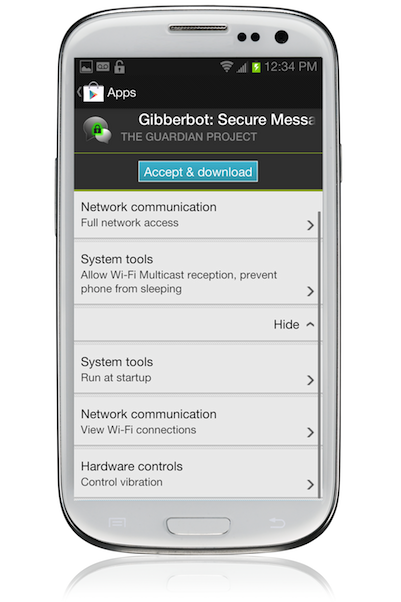 12:34 PM
Apps
Gibberbot: Secure Messa
THE GUARDIAN PROJECT
Accept & download
Network communication
Full network access
System tools
Allow Wi-Fi Multicast reception, prevent
phone from sleeping
Hide
System tools
Run at startup
Network communication
View Wi-Fi connections
Hardware controls
Control vibration